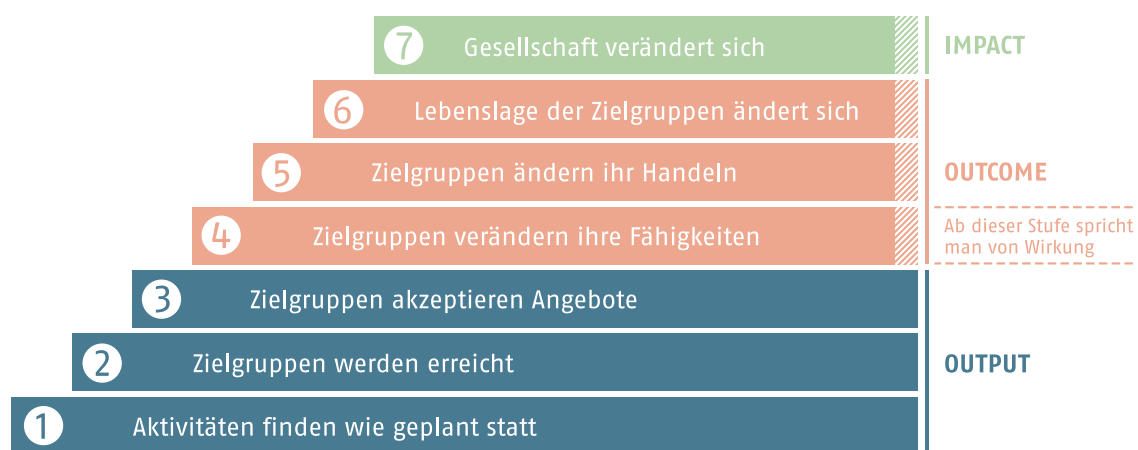 7 Gesellschaft verändert sich
IMPACT
6 Lebenslage der Zielgruppen ändert sich
5 Zielgruppen ändern ihr Handeln
OUTCOME
4 Zielgruppen verändern ihre Fähigkeiten
Ab dieser Stufe spricht
man von Wirkung
3 Zielgruppen akzeptieren Angebote
2 Zielgruppen werden erreicht
OUTPUT
1 Aktivitäten finden wie geplant statt